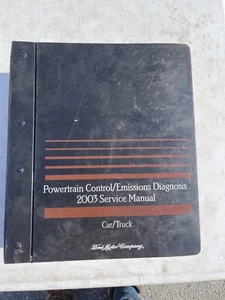 Powertrain Control/Emissions Diagnosis
2003 Service Manual
Car/Truck
Ford Motor Company